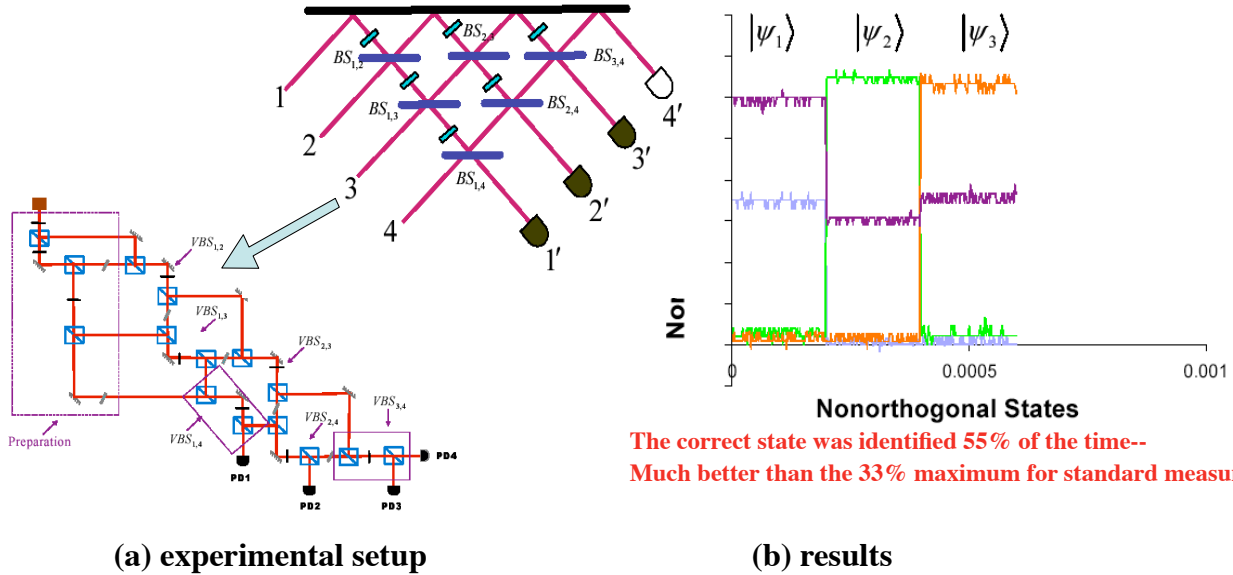 BS1,2
BS2,3
BS3,4
BS1,3
BS2,4
BS1,4
1
2
3
4
4′
3′
2′
1′
VBS1,2
VBS1,3
VBS2,3
VBS1,4
VBS2,4
VBS3,4
Preparation
PD1
PD2
PD3
PD4
(a) experimental setup
|ψ1⟩ |ψ2⟩ |ψ3⟩
0 0.0005 0.001
Nonorthogonal States
The correct state was identified 55% of the time--
Much better than the 33% maximum for standard
(b) results